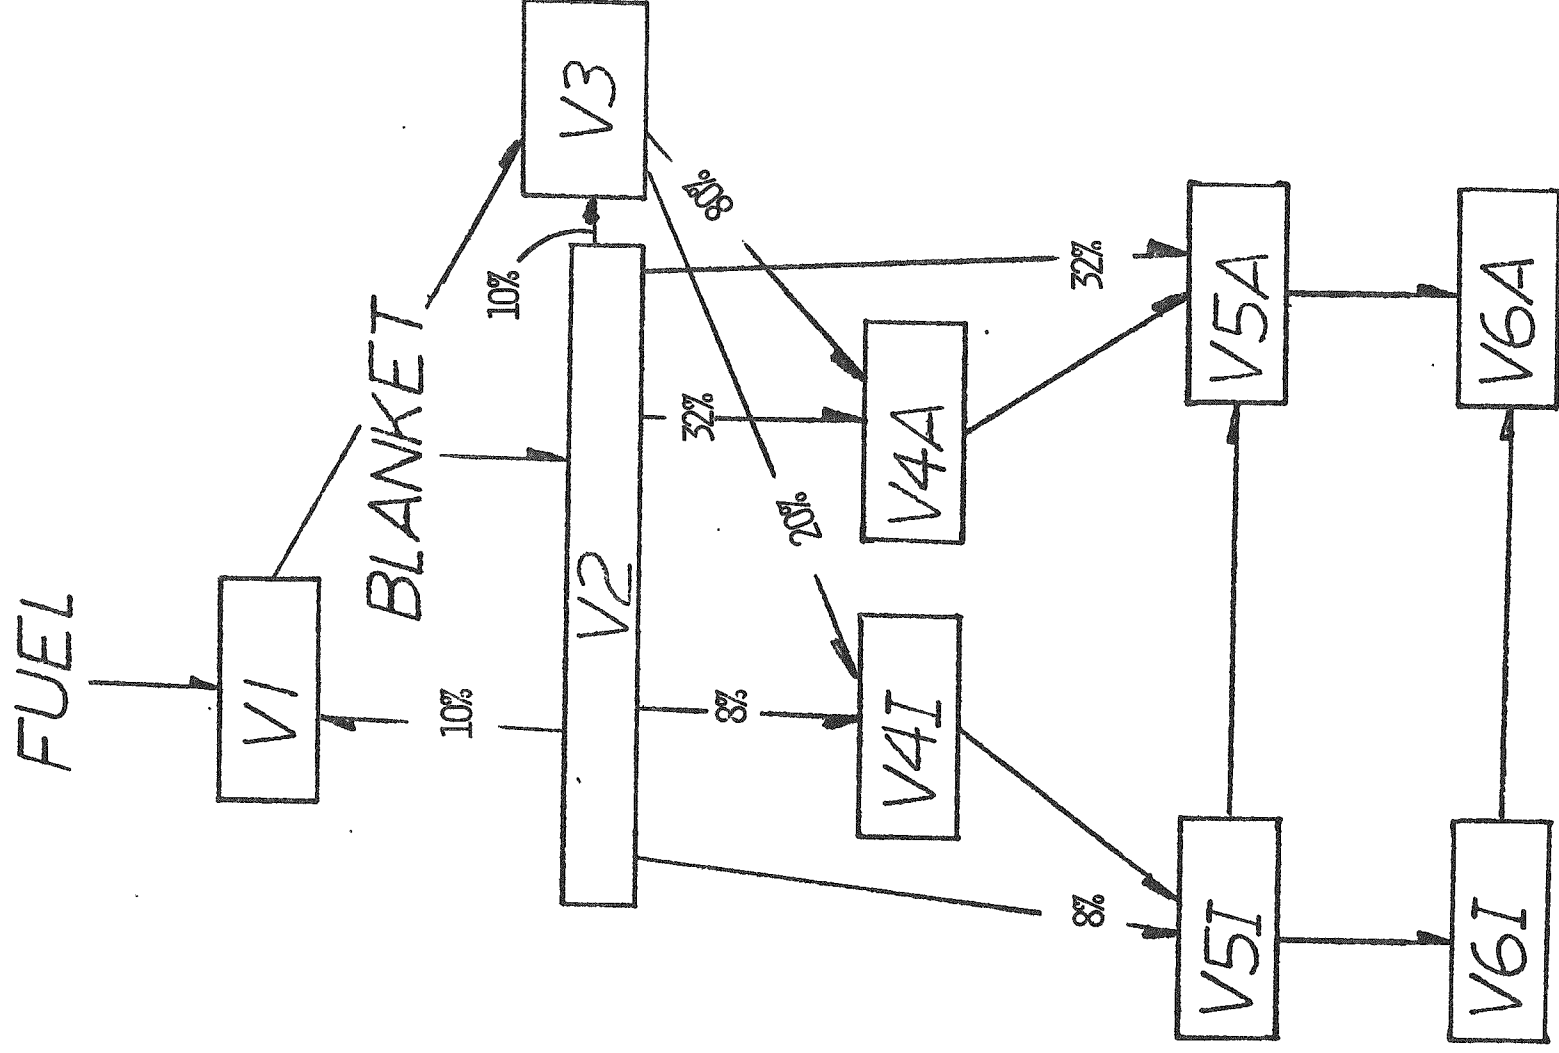 FUEL
V1
BLANKET
10%
10%
V3
V2
80%
8%
32%
20%
V4I
V4A
8%
32%
V5I
V5A
V6I
V6A